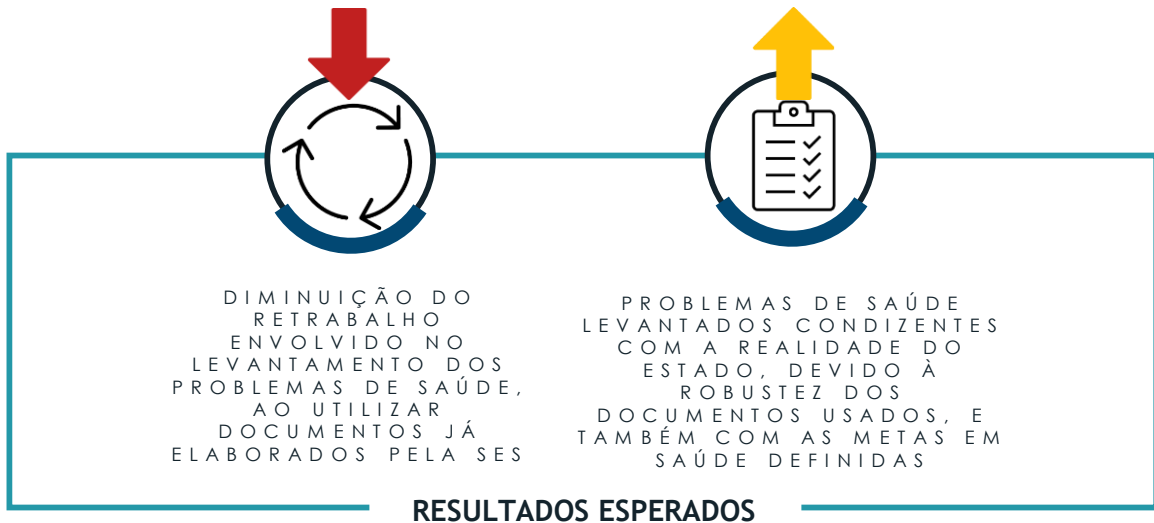 DIMINUIÇÃO DO
RETRABALHO
ENVOLVIDO NO
LEVANTAMENTO DOS
PROBLEMAS DE SAÚDE,
AO UTILIZAR
DOCUMENTOS JÁ
ELABORADOS PELA SES
PROBLEMAS DE SAÚDE
LEVANTADOS CONDIZENTES
COM A REALIDADE DO
ESTADO, DEVIDO À
ROBUSTEZ DOS
DOCUMENTOS USADOS, E
TAMBÉM COM AS METAS EM
SAÚDE DEFINIDAS
RESULTADOS ESPERADOS